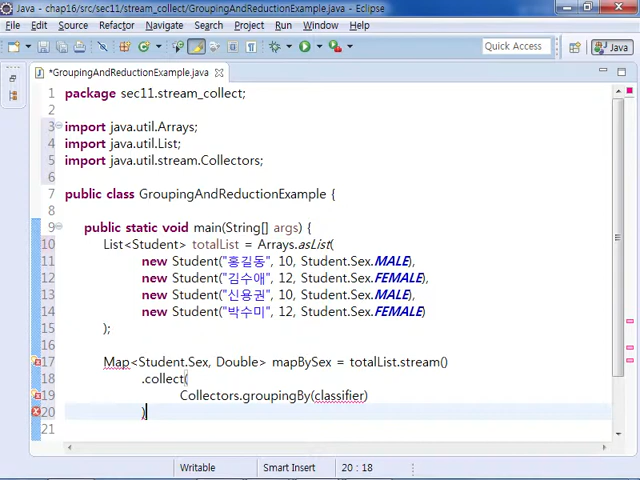 Java - chap16/src/sec11/stream_collect/GroupingAndReductionExample.java - Eclipse
File Edit Source Refactor Navigate Search Project Run Window Help
Quick Access
Java
*GroupingAndReductionExample.java
1 package sec11.stream_collect;
2
3 import java.util.Arrays;
4 import java.util.List;
5 import java.util.stream.Collectors;
6
7 public class GroupingAndReductionExample {
8
9 public static void main(String[] args) {
10 List<Student> totalList = Arrays.asList(
11 new Student("홍길동", 10, Student.Sex.MALE),
12 new Student("김수애", 12, Student.Sex.FEMALE),
13 new Student("신용권", 10, Student.Sex.MALE),
14 new Student("박수미", 12, Student.Sex.FEMALE)
15 );
16
17 Map<Student.Sex, Double> mapBySex = totalList.stream()
18 .collect(
19 Collectors.groupingBy(classifier)
20 )
21
Writable
Smart Insert
20 : 18